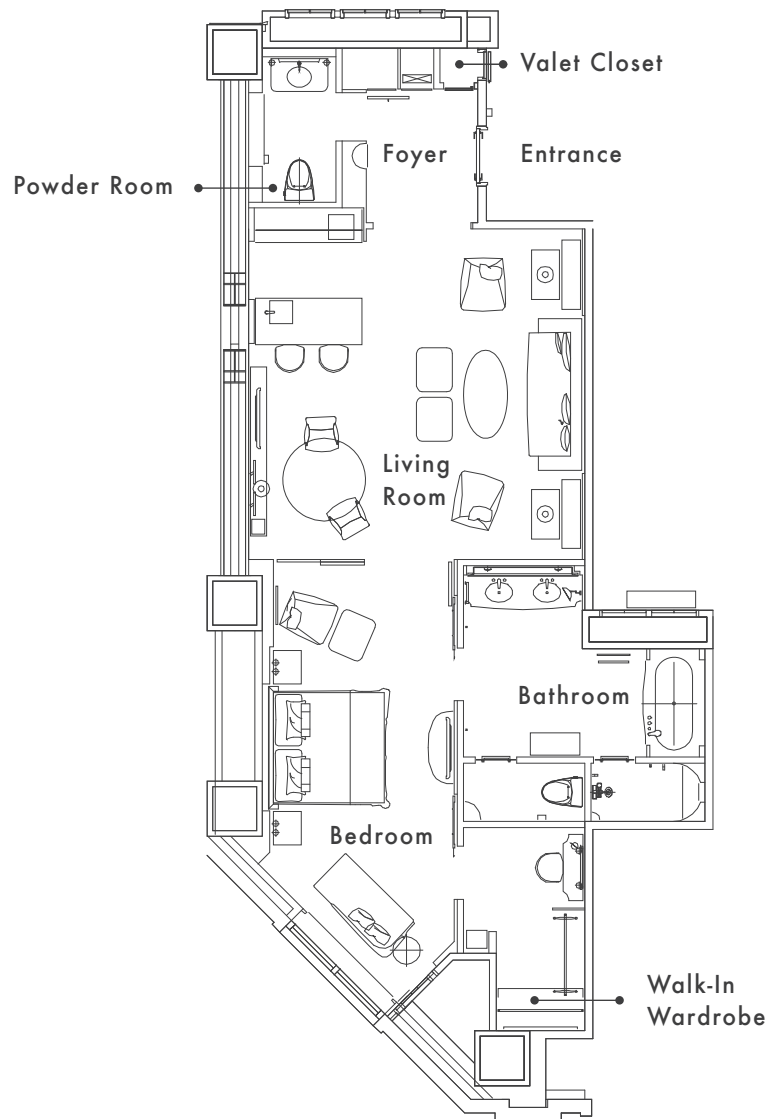 Valet Closet
Foyer
Entrance
Powder Room
Living
Room
Bathroom
Bedroom
Walk-In
Wardrobe